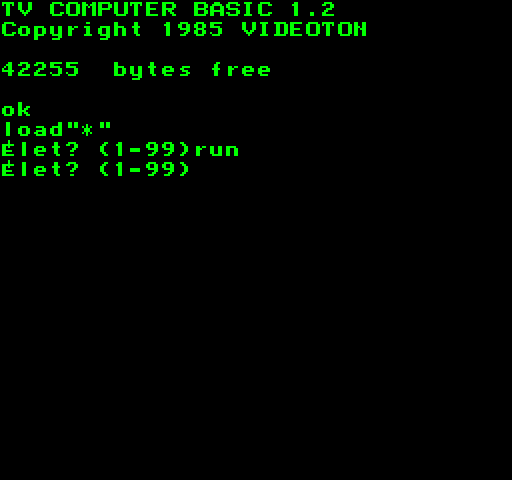 TV COMPUTER BASIC 1.2
Copyright 1985 VIDEOTON
42255  bytes free
ok
load"*"
Élet? (1-99)run
Élet? (1-99)